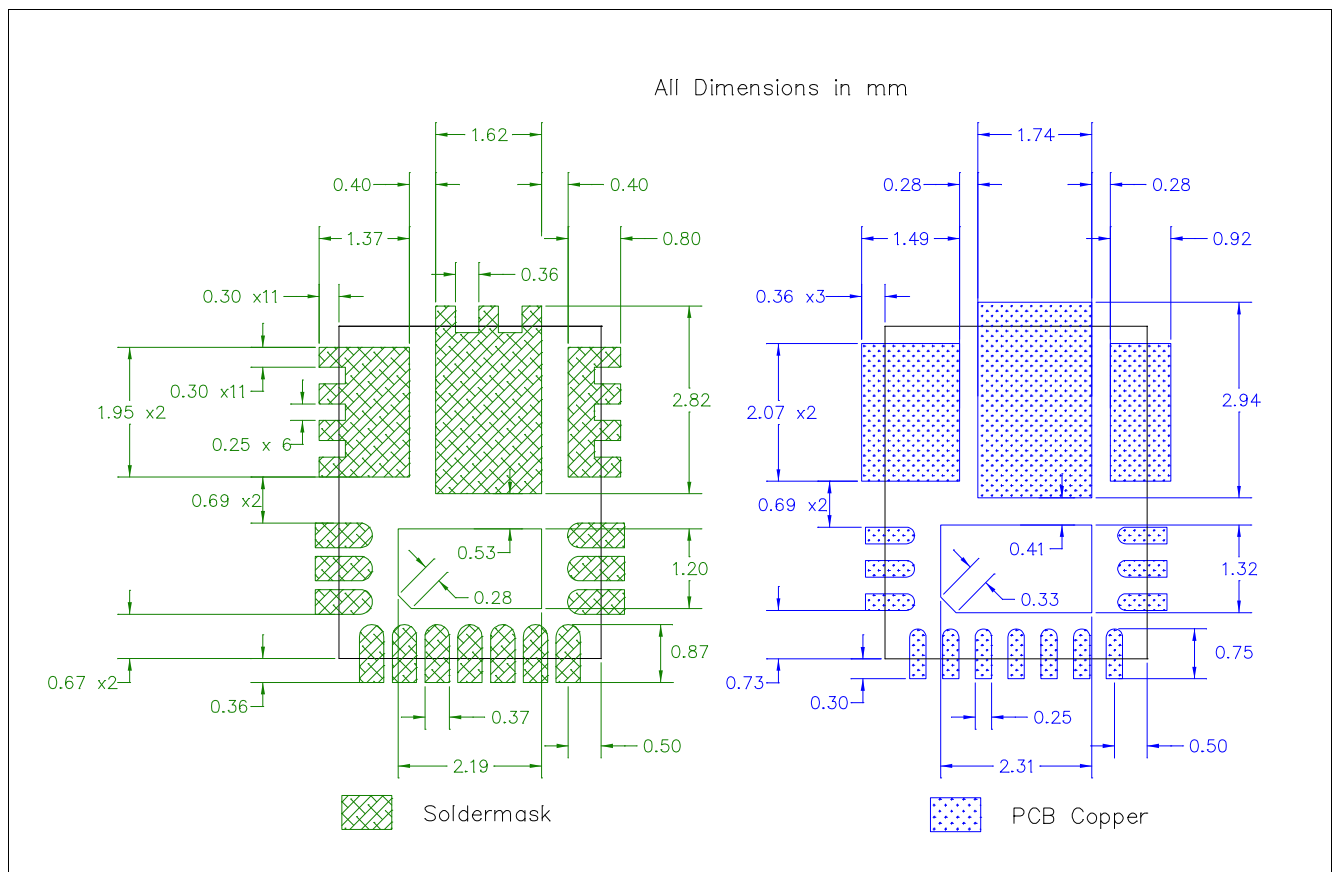 All Dimensions in mm
1.62
1.74
0.40
0.40
0.28
0.28
1.37
0.80
1.49
0.92
0.36
0.30 x11
0.36 x3
0.30 x11
1.95 x2
2.82
2.07 x2
2.94
0.25 x 6
0.69 x2
0.69 x2
0.53
0.41
1.20
1.32
0.28
0.33
0.87
0.75
0.67 x2
0.73
0.36
0.30
0.37
0.25
0.50
0.50
2.19
2.31
Soldermask
PCB Copper